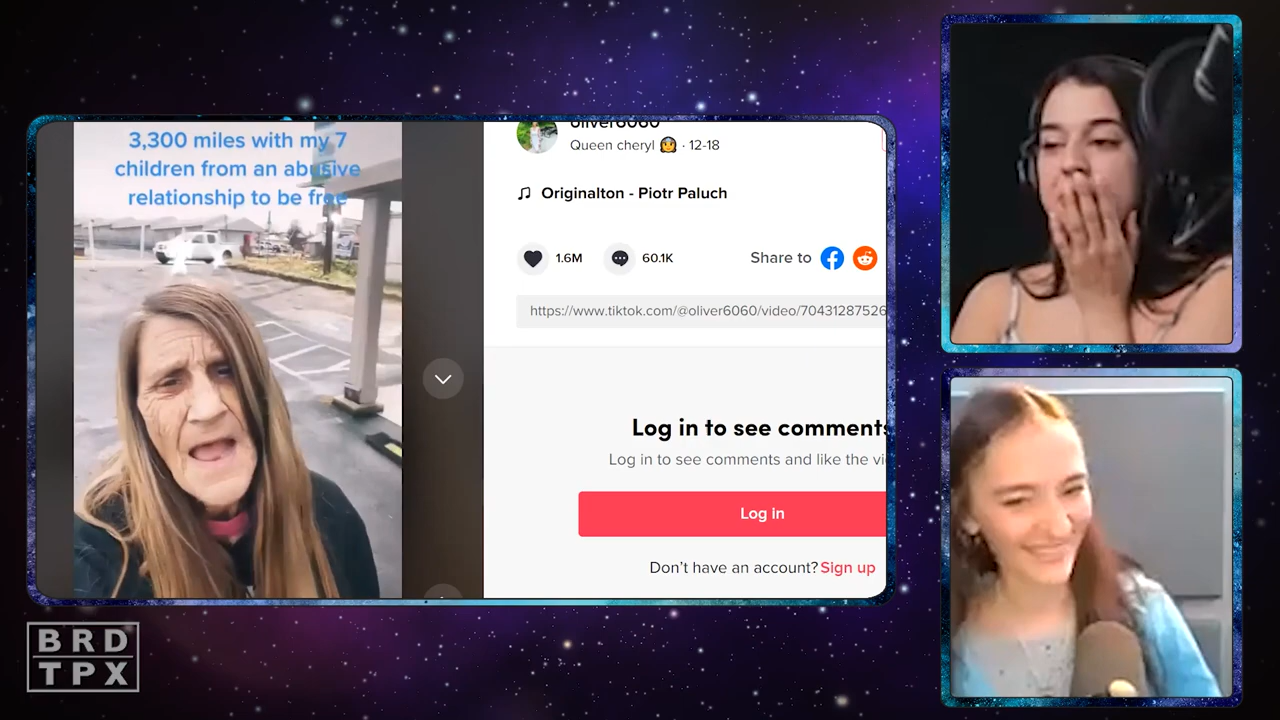 3,300 miles with my 7
children from an abusive
relationship to be free
oliver6060
Queen cheryl · 12-18
Originalton - Piotr Paluch
1.6M
60.1K
Share to
https://www.tiktok.com/@oliver6060/video/70431287526
Log in to see comments
Log in to see comments and like the vi
Log in
Don't have an account? Sign up
BRD
TPX